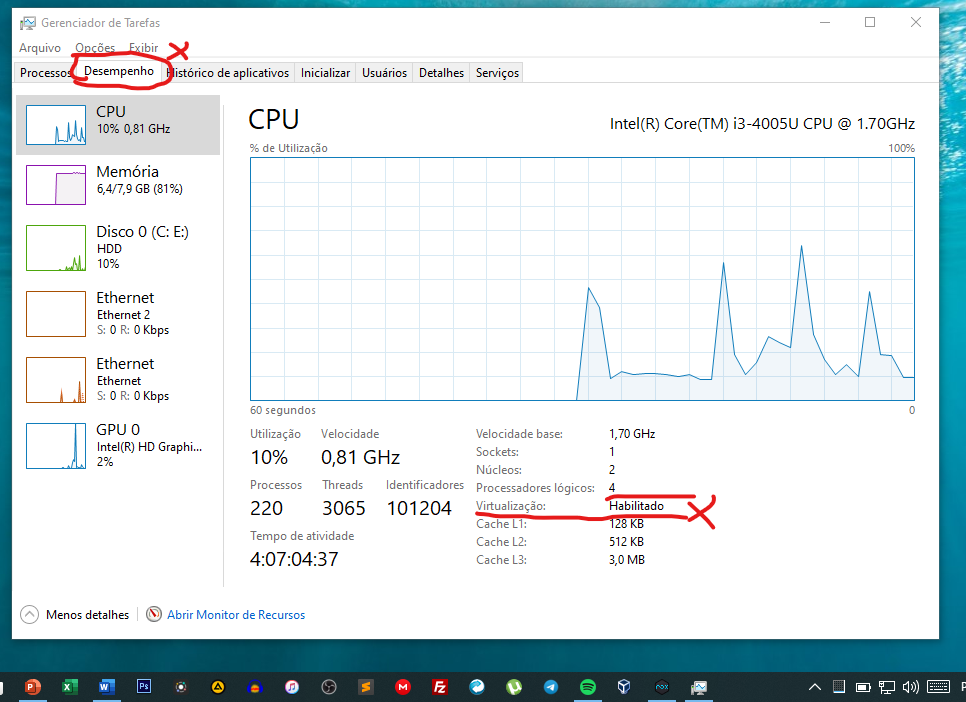 Gerenciador de Tarefas
Arquivo Opções Exibir
Processos Desempenho Histórico de aplicativos Inicializar Usuários Detalhes Serviços
CPU
10% 0,81 GHz
Memória
6,4/7,9 GB (81%)
Disco 0 (C: E:)
HDD
10%
Ethernet
Ethernet 2
S: 0 R: 0 Kbps
Ethernet
Ethernet
S: 0 R: 0 Kbps
GPU 0
Intel(R) HD Graphi...
2%
CPU
Intel(R) Core(TM) i3-4005U CPU @ 1.70GHz
% de Utilização 100%
60 segundos 0
Utilização Velocidade
10% 0,81 GHz
Processos Threads Identificadores
220 3065 101204
Tempo de atividade
4:07:04:37
Velocidade base: 1,70 GHz
Sockets: 1
Núcleos: 2
Processadores lógicos: 4
Virtualização: Habilitado
Cache L1: 128 KB
Cache L2: 512 KB
Cache L3: 3,0 MB
Menos detalhes Abrir Monitor de Recursos